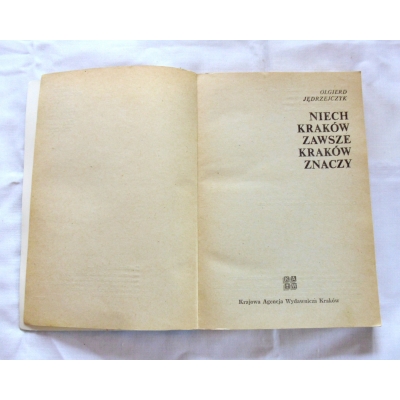 OLGIERD
JĘDRZEJCZYK
NIECH
KRAKÓW
ZAWSZE
KRAKÓW
ZNACZY
Krajowa Agencja Wydawnicza Kraków